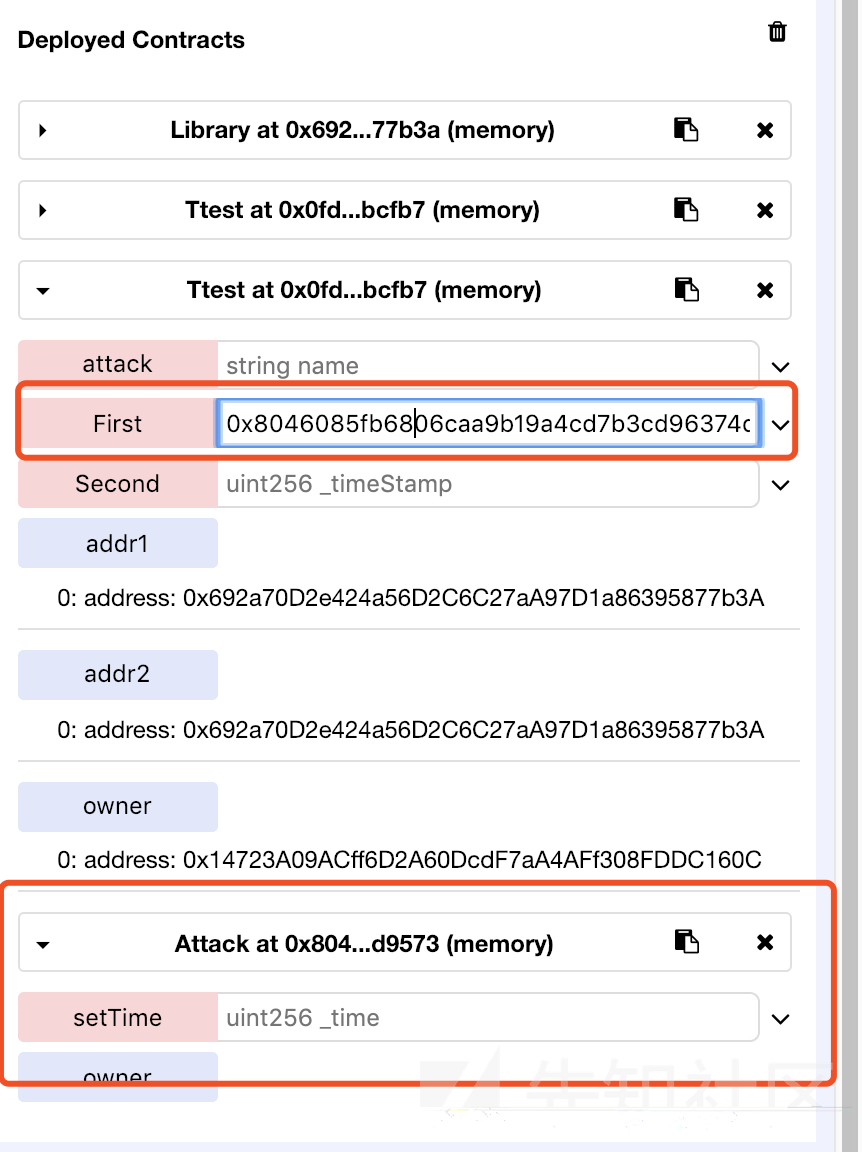 Deployed Contracts
Library at 0x692...77b3a (memory)
Ttest at 0x0fd...bcfb7 (memory)
Ttest at 0x0fd...bcfb7 (memory)
attack string name
First 0x8046085fb6806caa9b19a4cd7b3cd96374c
Second uint256 _timeStamp
addr1
0: address: 0x692a70D2e424a56D2C6C27aA97D1a86395877b3A
addr2
0: address: 0x692a70D2e424a56D2C6C27aA97D1a86395877b3A
owner
0: address: 0x14723A09ACff6D2A60DcdF7aA4AFf308FDDC160C
Attack at 0x804...d9573 (memory)
setTime uint256 _time
owner
先知社区